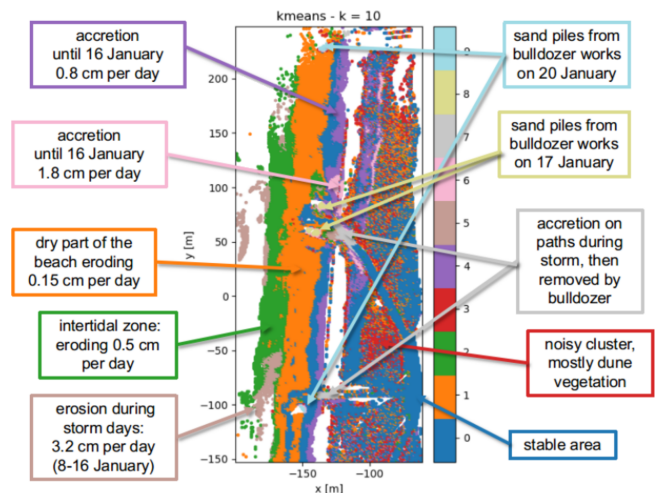 kmeans - k = 10
accretion
until 16 January
0.8 cm per day
accretion
until 16 January
1.8 cm per day
dry part of the
beach eroding
0.15 cm per day
intertidal zone:
eroding 0.5 cm
per day
erosion during
storm days:
3.2 cm per day
(8-16 January)
y [m]
200
150
100
50
0
−50
−100
−150
−150
−100
x [m]
9
8
7
6
5
4
3
2
1
0
sand piles from
bulldozer works
on 20 January
sand piles from
bulldozer works
on 17 January
accretion on
paths during
storm, then
removed by
bulldozer
noisy cluster,
mostly dune
vegetation
stable area